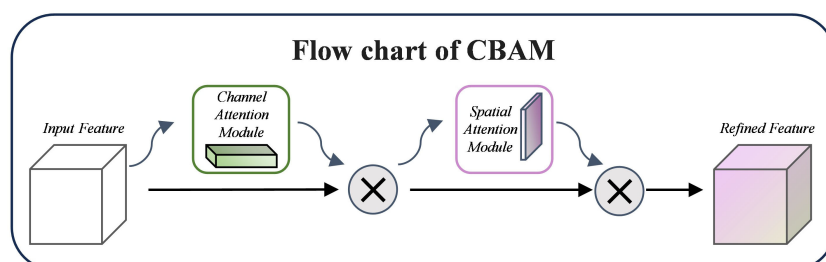 Flow chart of CBAM
Input Feature
Channel
Attention
Module
Spatial
Attention
Module
Refined Feature